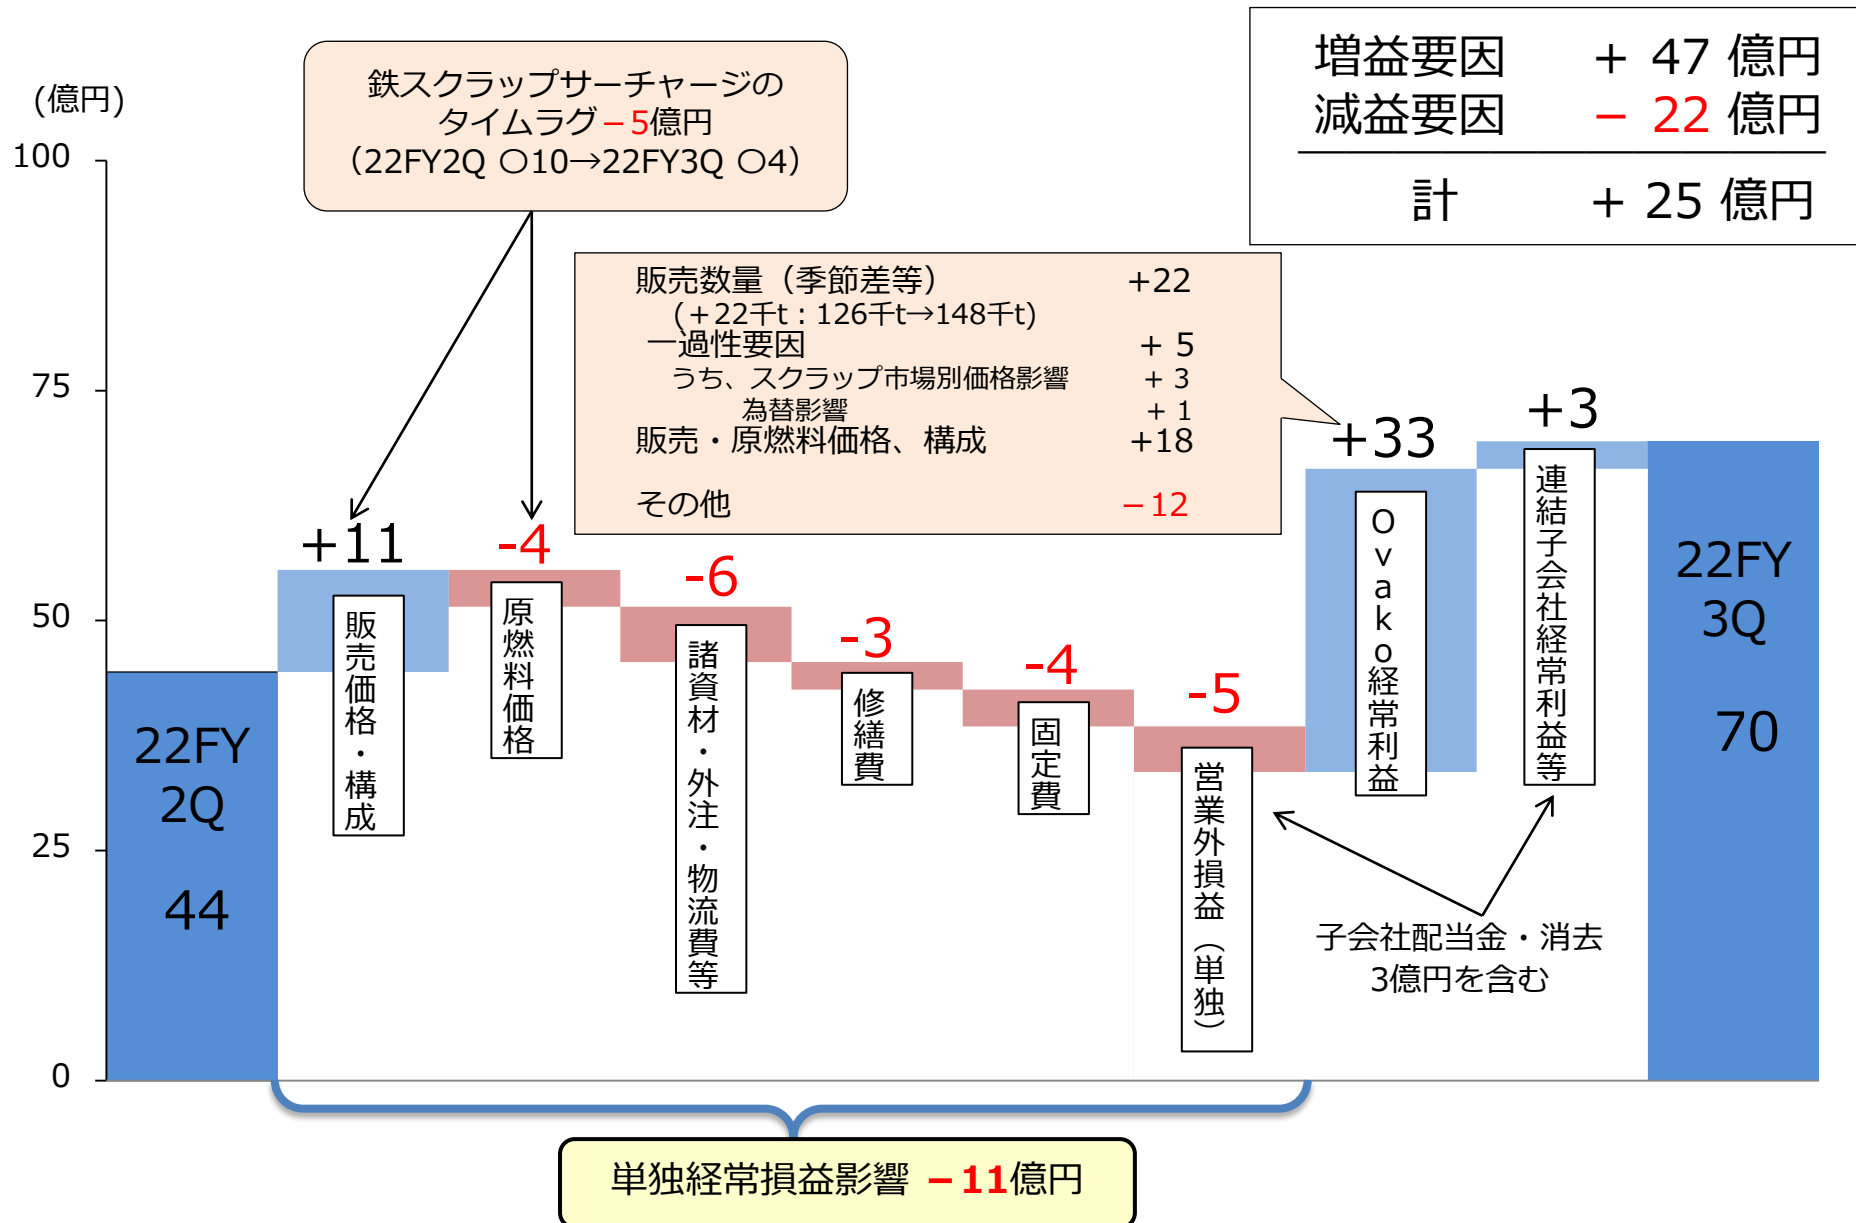 増益要因 + 47 億円
減益要因 − 22 億円
計 + 25 億円
(億円)
100
75
50
25
0
鉄スクラップサーチャージの
タイムラグ−5億円
（22FY2Q 〇10→22FY3Q 〇4）
販売数量（季節差等） +22
(+22千t：126千t→148千t)
一過性要因 + 5
うち、スクラップ市場別価格影響 + 3
為替影響 + 1
販売・原燃料価格、構成 +18
その他 −12
22FY
2Q
44
+11
販売価格・構成
-4
原燃料価格
-6
諸資材・外注・物流費等
-3
修繕費
-4
固定費
-5
営業外損益（単独）
+33
Ovako経常利益
+3
連結子会社経常利益等
22FY
3Q
70
子会社配当金・消去
3億円を含む
単独経常損益影響 −11億円